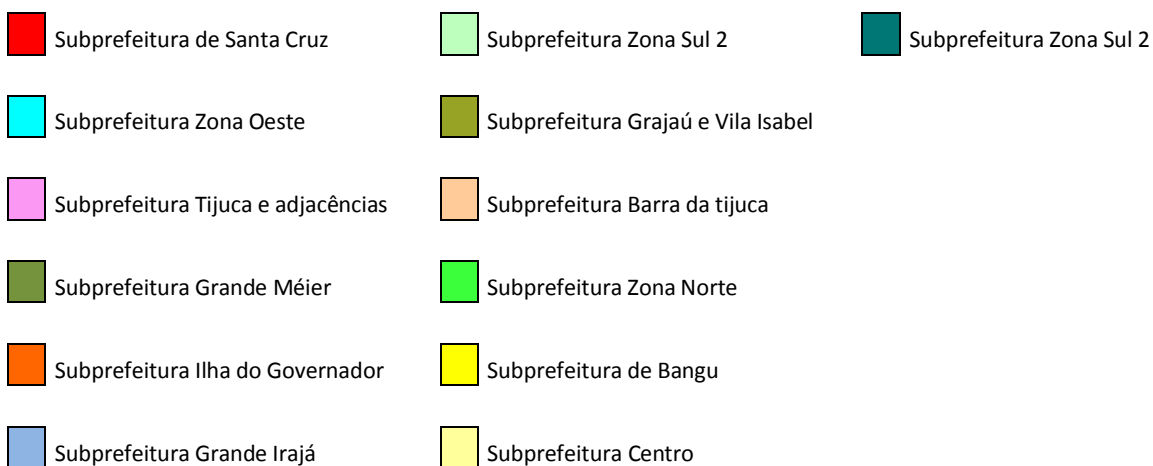 Subprefeitura de Santa Cruz
Subprefeitura Zona Oeste
Subprefeitura Tijuca e adjacências
Subprefeitura Grande Méier
Subprefeitura Ilha do Governador
Subprefeitura Grande Irajá
Subprefeitura Zona Sul 2
Subprefeitura Grajaú e Vila Isabel
Subprefeitura Barra da tijuca
Subprefeitura Zona Norte
Subprefeitura de Bangu
Subprefeitura Centro
Subprefeitura Zona Sul 2